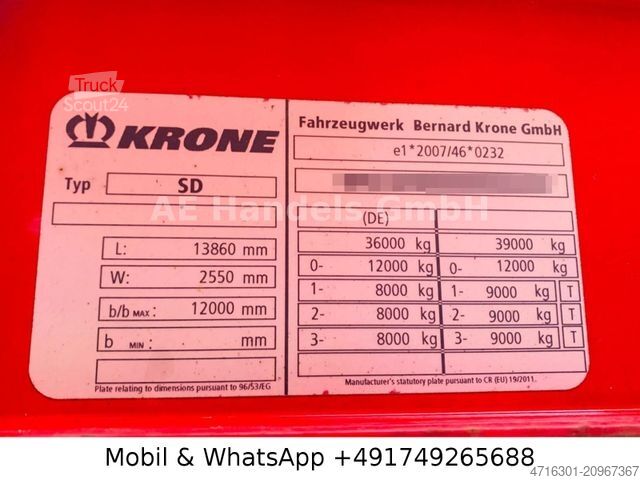 Truck
Scout24
KRONE
Typ SD
L: 13860 mm
W: 2550 mm
b/b MAX: 12000 mm
b MIN: mm
Plate relating to dimensions pursuant to 96/53/EG
Fahrzeugwerk Bernard Krone GmbH
e1*2007/46*0232
AE Handels GmbH
(DE)
36000 kg 39000 kg
0- 12000 kg 0- 12000 kg
1- 8000 kg 1- 9000 kg T
2- 8000 kg 2- 9000 kg T
3- 8000 kg 3- 9000 kg T
Manufacturer's statutory plate pursuant to CR (EU) 19/2011.
Mobil & WhatsApp +491749265688
4716301-20967367